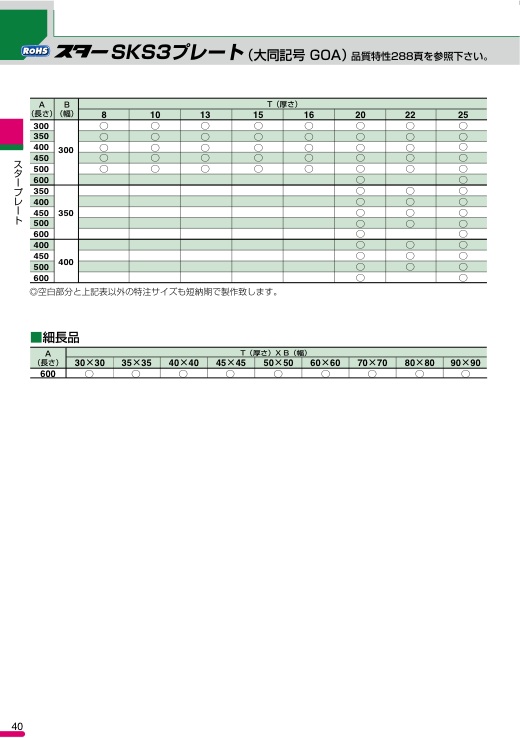 RoHS スターSKS3プレート（大同記号 GOA）品質特性288頁を参照下さい。
スタープレート
A（長さ） B（幅） T（厚さ）
8 10 13 15 16 20 22 25
300 300 ○ ○ ○ ○ ○ ○ ○ ○
350 ○ ○ ○ ○ ○ ○ ○ ○
400 ○ ○ ○ ○ ○ ○ ○ ○
450 ○ ○ ○ ○ ○ ○ ○ ○
500 ○ ○ ○ ○ ○ ○ ○ ○
600 ○ ○
350 350 ○ ○ ○
400 ○ ○ ○
450 ○ ○ ○
500 ○ ○ ○
600 ○ ○
400 400 ○ ○ ○
450 ○ ○ ○
500 ○ ○ ○
600 ○ ○
◎空白部分と上記表以外の特注サイズも短納期で製作致します。
■細長品
A（長さ） T（厚さ）X B（幅）
30×30 35×35 40×40 45×45 50×50 60×60 70×70 80×80 90×90
600 ○ ○ ○ ○ ○ ○ ○ ○ ○
40